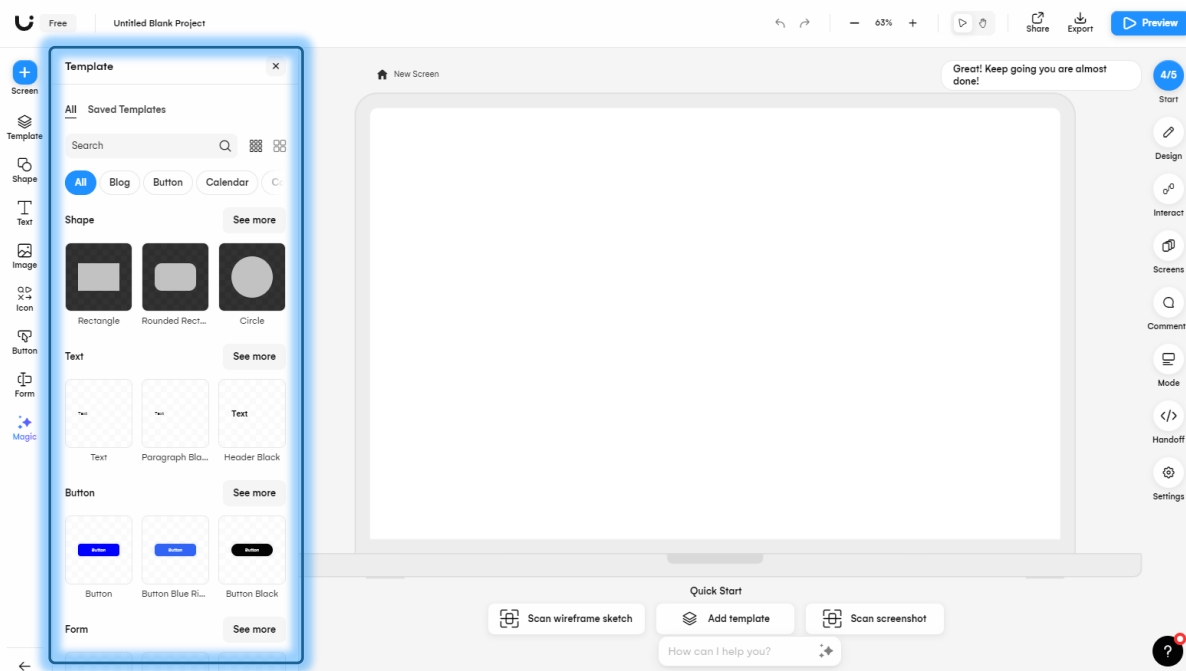 Free
Untitled Blank Project
63%
Share
Export
Preview
Screen
Template
Shape
Text
Image
Icon
Button
Form
Magic
Template
All Saved Templates
Search
All Blog Button Calendar
Shape See more
Rectangle Rounded Rect... Circle
Text See more
Text Text Text
Text Paragraph Bla... Header Black
Button See more
Button Button Button
Button Button Blue Ri... Button Black
Form See more
New Screen
Great! Keep going you are almost
done!
4/5
Start
Design
Interact
Screens
Comment
Mode
Handoff
Settings
Quick Start
Scan wireframe sketch Add template Scan screenshot
How can I help you?
?